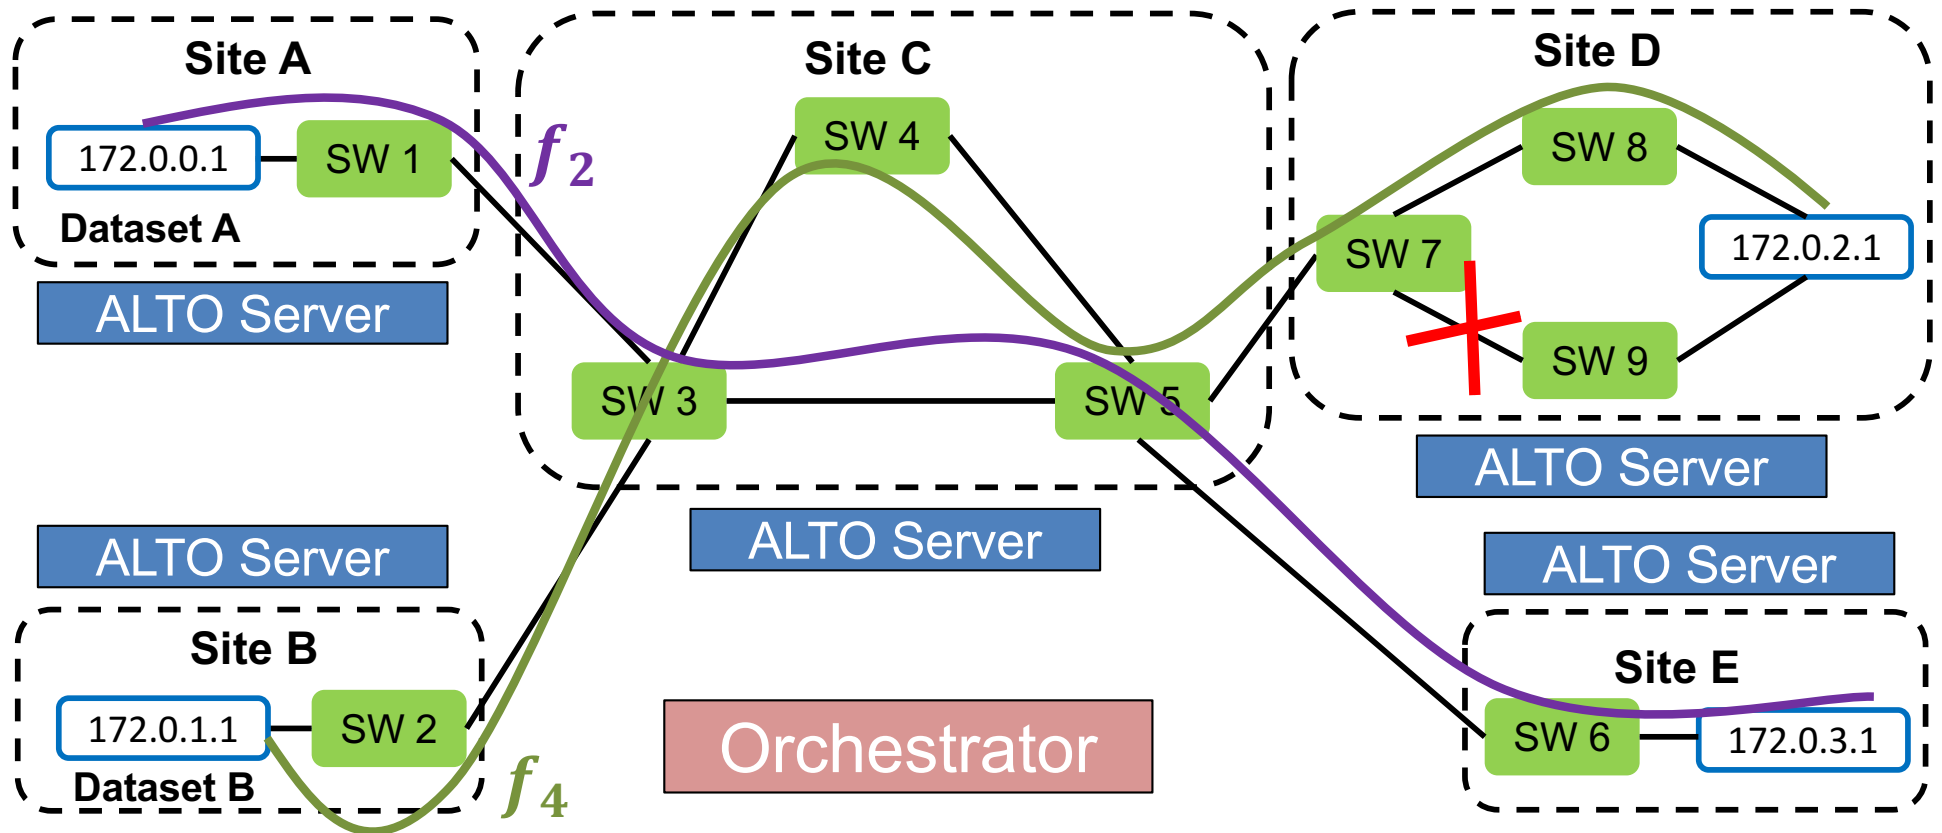 Site A
172.0.0.1
SW 1
Dataset A
ALTO Server
f2
Site C
SW 4
SW 3
SW 5
ALTO Server
Site D
SW 8
SW 7
172.0.2.1
SW 9
ALTO Server
ALTO Server
Site B
172.0.1.1
SW 2
Dataset B
f4
Orchestrator
ALTO Server
Site E
SW 6
172.0.3.1